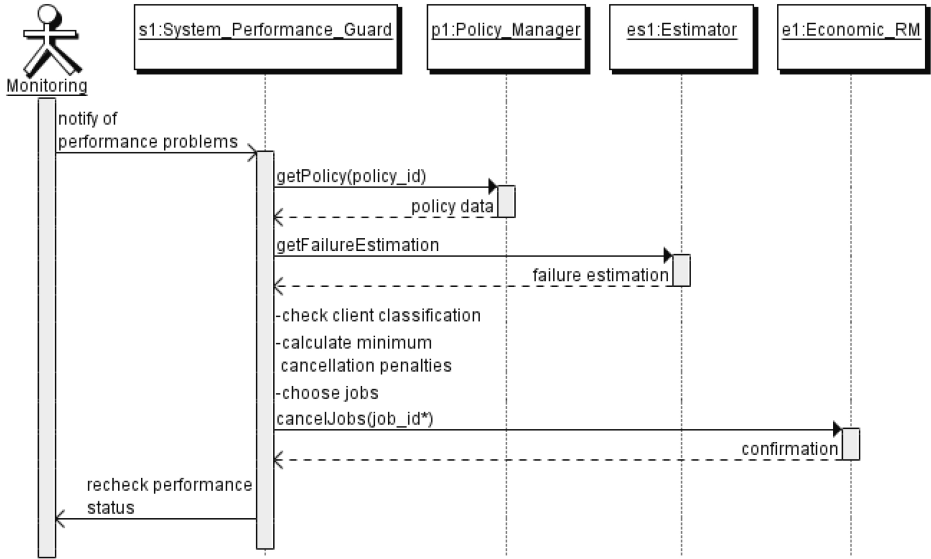 s1:System_Performance_Guard
p1:Policy_Manager
es1:Estimator
e1:Economic_RM
Monitoring
notify of
performance problems
getPolicy(policy_id)
policy data
getFailureEstimation
failure estimation
-check client classification
-calculate minimum
cancellation penalties
-choose jobs
cancelJobs(job_id*)
confirmation
recheck performance
status